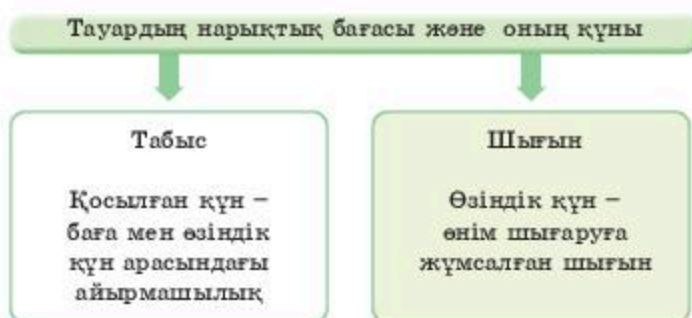 Тауардың нарықтық бағасы және оның құны
Табыс
Қосылған құн –
баға мен өзіндік
құн арасындағы
айырмашылық
Шығын
Өзіндік құн –
өнім шығаруға
жұмсалған шығын